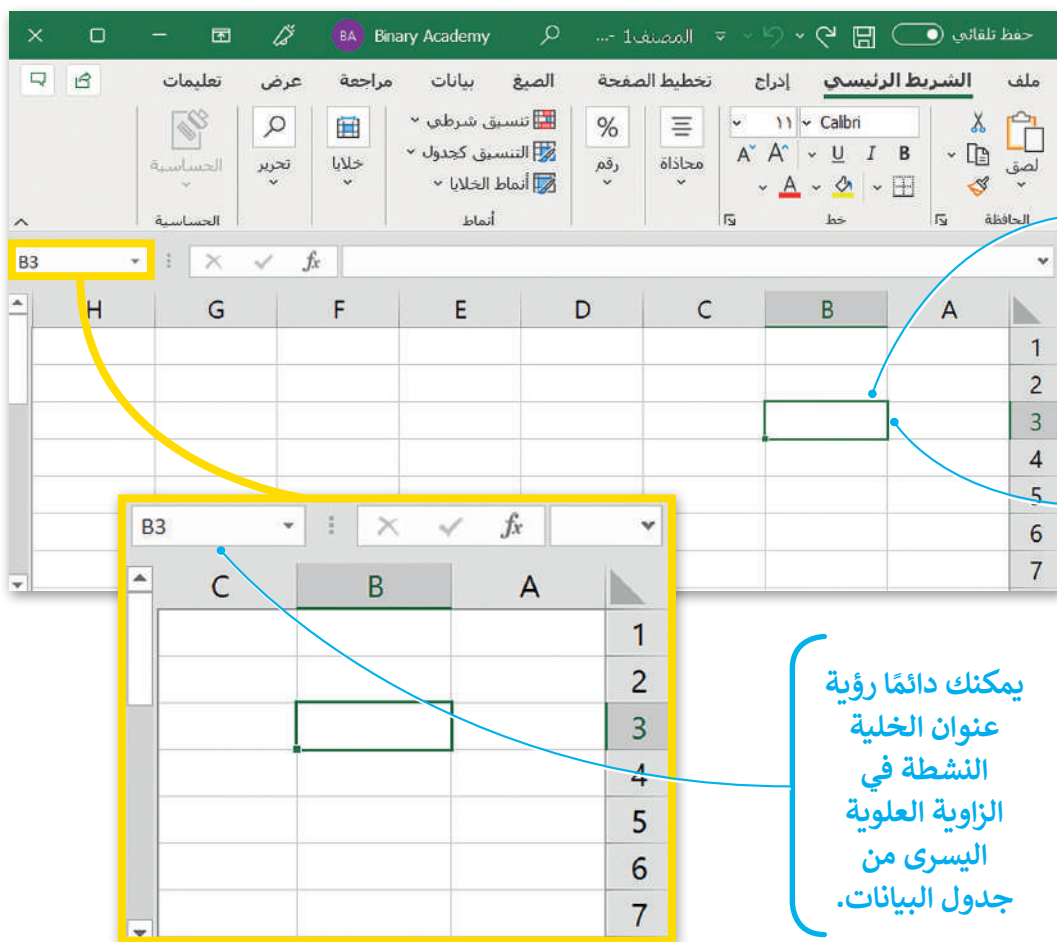 حفظ تلقائي المصنف1 -... Binary Academy BA
ملف الشريط الرئيسي إدراج تخطيط الصفحة الصيغ بيانات مراجعة عرض تعليمات
لصق
الحافظة
Calibri ١١
B I U A^ A˅
A
خط
محاذاة
%
رقم
تنسيق شرطي
التنسيق كجدول
أنماط الخلايا
أنماط
خلايا
تحرير
الحساسية
الحساسية
B3 fx
A B C D E F G H
1
2
3
4
5
6
7
B3 fx
A B C
1
2
3
4
5
6
7
يمكنك دائمًا رؤية
عنوان الخلية
النشطة في
الزاوية العلوية
اليسرى من
جدول البيانات.